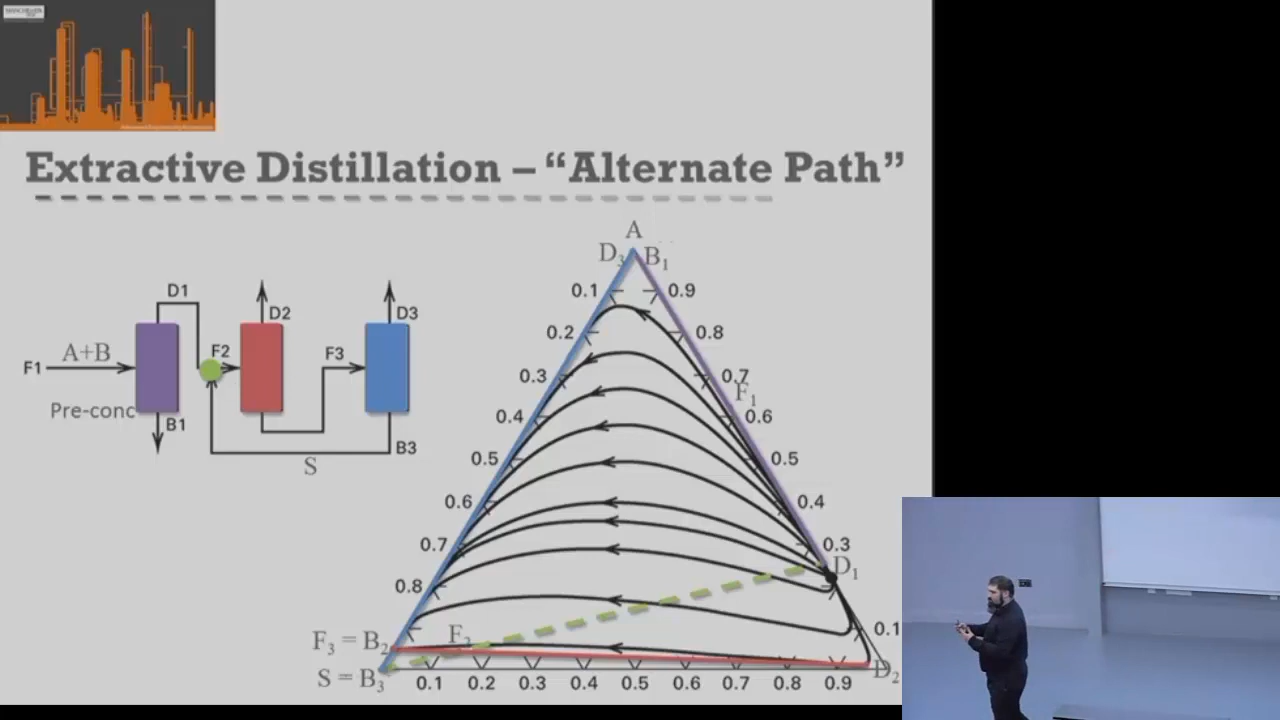 MANCHESTER
Extractive Distillation – “Alternate Path”
D1
F1
A+B
F2
D2
F3
D3
Pre-conc
B1
B3
S
A
D₃
B₁
0.1
0.9
0.2
0.8
0.3
0.7
F₁
0.4
0.6
0.5
0.5
0.6
0.4
0.7
0.3
D₁
0.8
0.1
F₃ = B₂
F₂
S = B₃
D₂
0.1 0.2 0.3 0.4 0.5 0.6 0.7 0.8 0.9